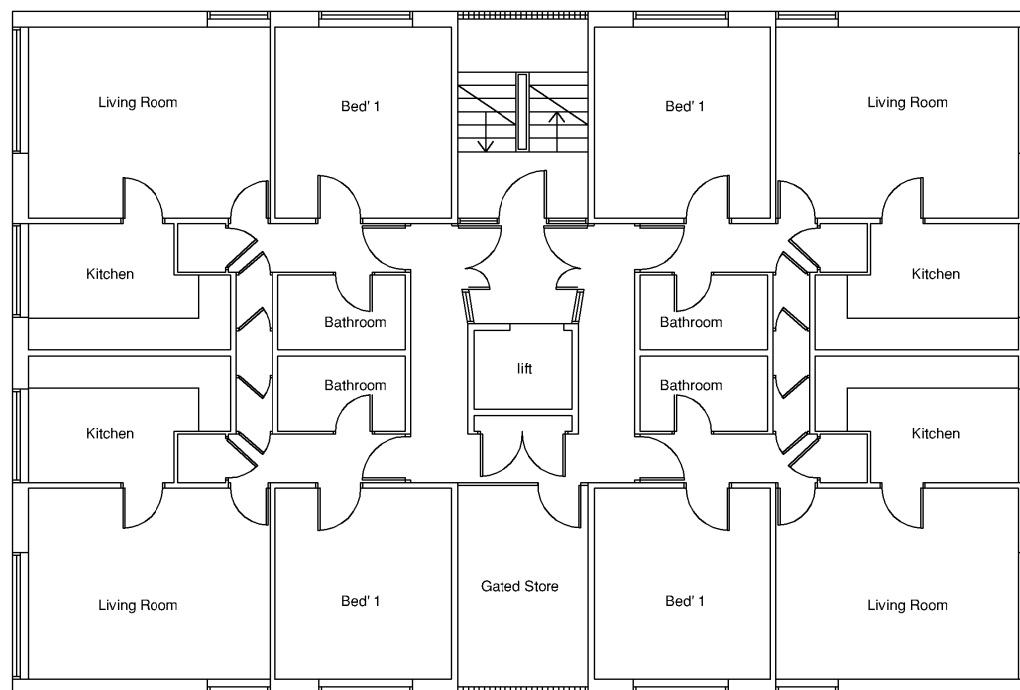 Living Room
Bed' 1
Bed' 1
Living Room
Kitchen
Kitchen
Bathroom
Bathroom
lift
Bathroom
Bathroom
Kitchen
Kitchen
Living Room
Bed' 1
Gated Store
Bed' 1
Living Room